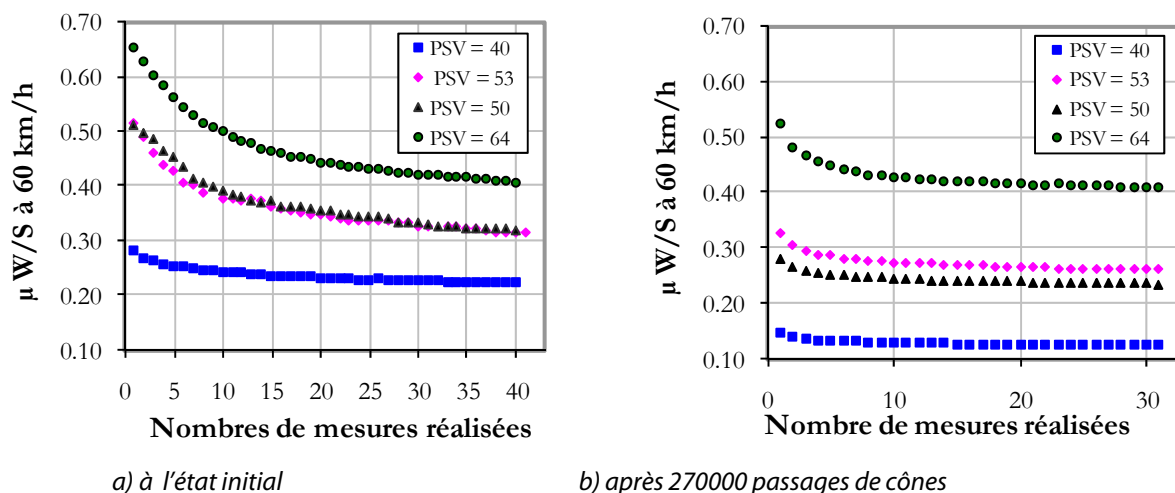 0.70
0.60
0.50
0.40
0.30
0.20
0.10
µ W/S à 60 km/h
PSV = 40
PSV = 53
PSV = 50
PSV = 64
0 5 10 15 20 25 30 35 40
Nombres de mesures réalisées
a) à l'état initial
0.70
0.60
0.50
0.40
0.30
0.20
0.10
µ W/S à 60 km/h
PSV = 40
PSV = 53
PSV = 50
PSV = 64
0 10 20 30
Nombre de mesures réalisées
b) après 270000 passages de cônes